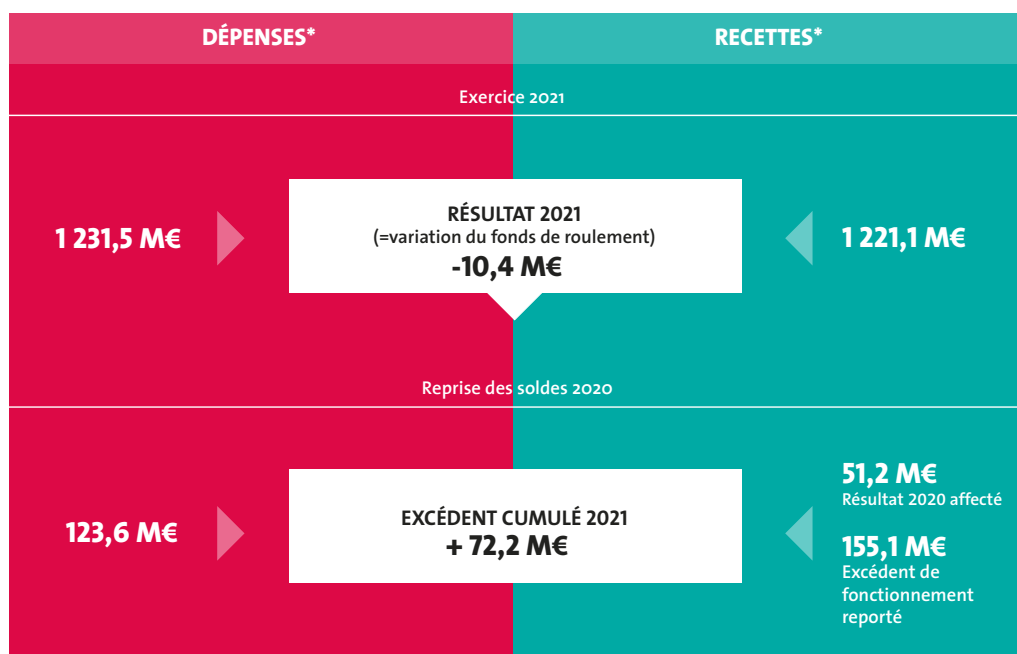 DÉPENSES*
RECETTES*
Exercice 2021
1 231,5 M€
RÉSULTAT 2021
(=variation du fonds de roulement)
-10,4 M€
1 221,1 M€
Reprise des soldes 2020
123,6 M€
EXCÉDENT CUMULÉ 2021
+ 72,2 M€
51,2 M€
Résultat 2020 affecté
155,1 M€
Excédent de
fonctionnement
reporté